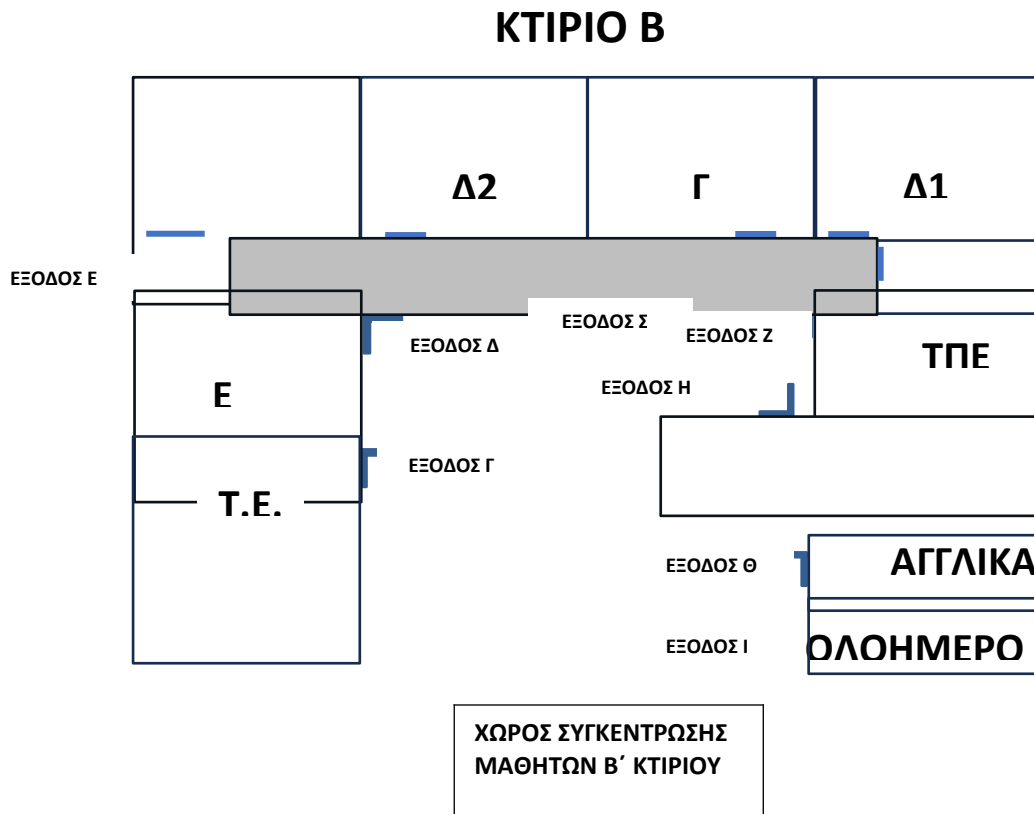 ΚΤΙΡΙΟ Β
Δ2
Γ
Δ1
ΕΞΟΔΟΣ Ε
ΕΞΟΔΟΣ Σ
ΕΞΟΔΟΣ Ζ
ΕΞΟΔΟΣ Δ
ΤΠΕ
ΕΞΟΔΟΣ Η
Ε
ΕΞΟΔΟΣ Γ
Τ.Ε.
ΕΞΟΔΟΣ Θ
ΑΓΓΛΙΚΑ
ΕΞΟΔΟΣ Ι
ΟΛΟΗΜΕΡΟ
ΧΩΡΟΣ ΣΥΓΚΕΝΤΡΩΣΗΣ
ΜΑΘΗΤΩΝ Β΄ ΚΤΙΡΙΟΥ